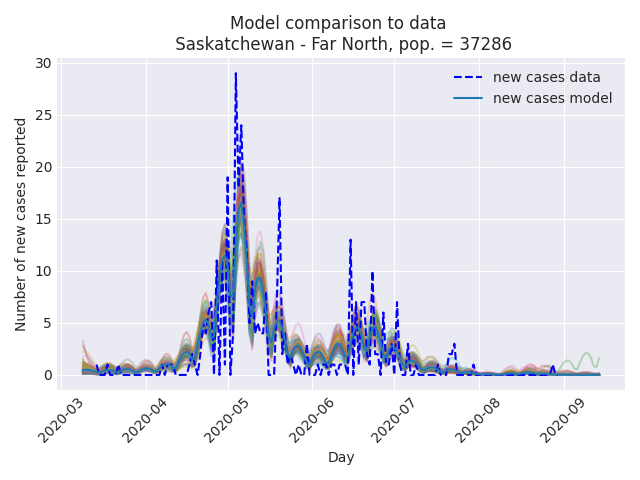 Model comparison to data
Saskatchewan - Far North, pop. = 37286
new cases data
new cases model
Number of new cases reported
30
25
20
15
10
5
0
2020-03
2020-04
2020-05
2020-06
2020-07
2020-08
2020-09
Day